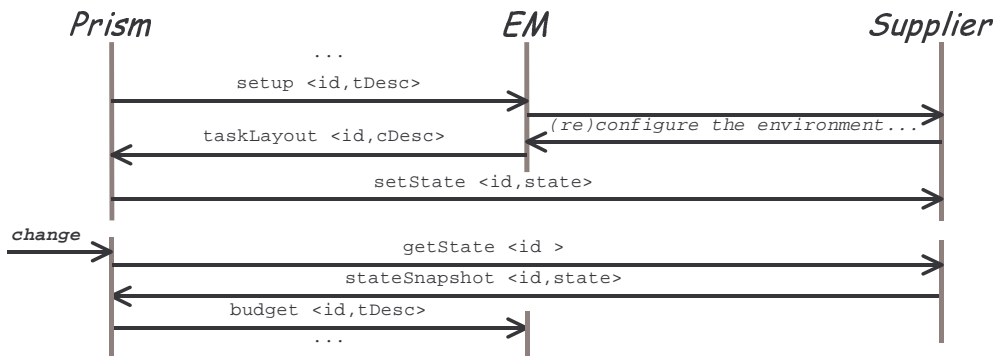 Prism
EM
Supplier
...
setup <id,tDesc>
(re)configure the environment...
taskLayout <id,cDesc>
setState <id,state>
change
getState <id >
stateSnapshot <id,state>
budget <id,tDesc>
...